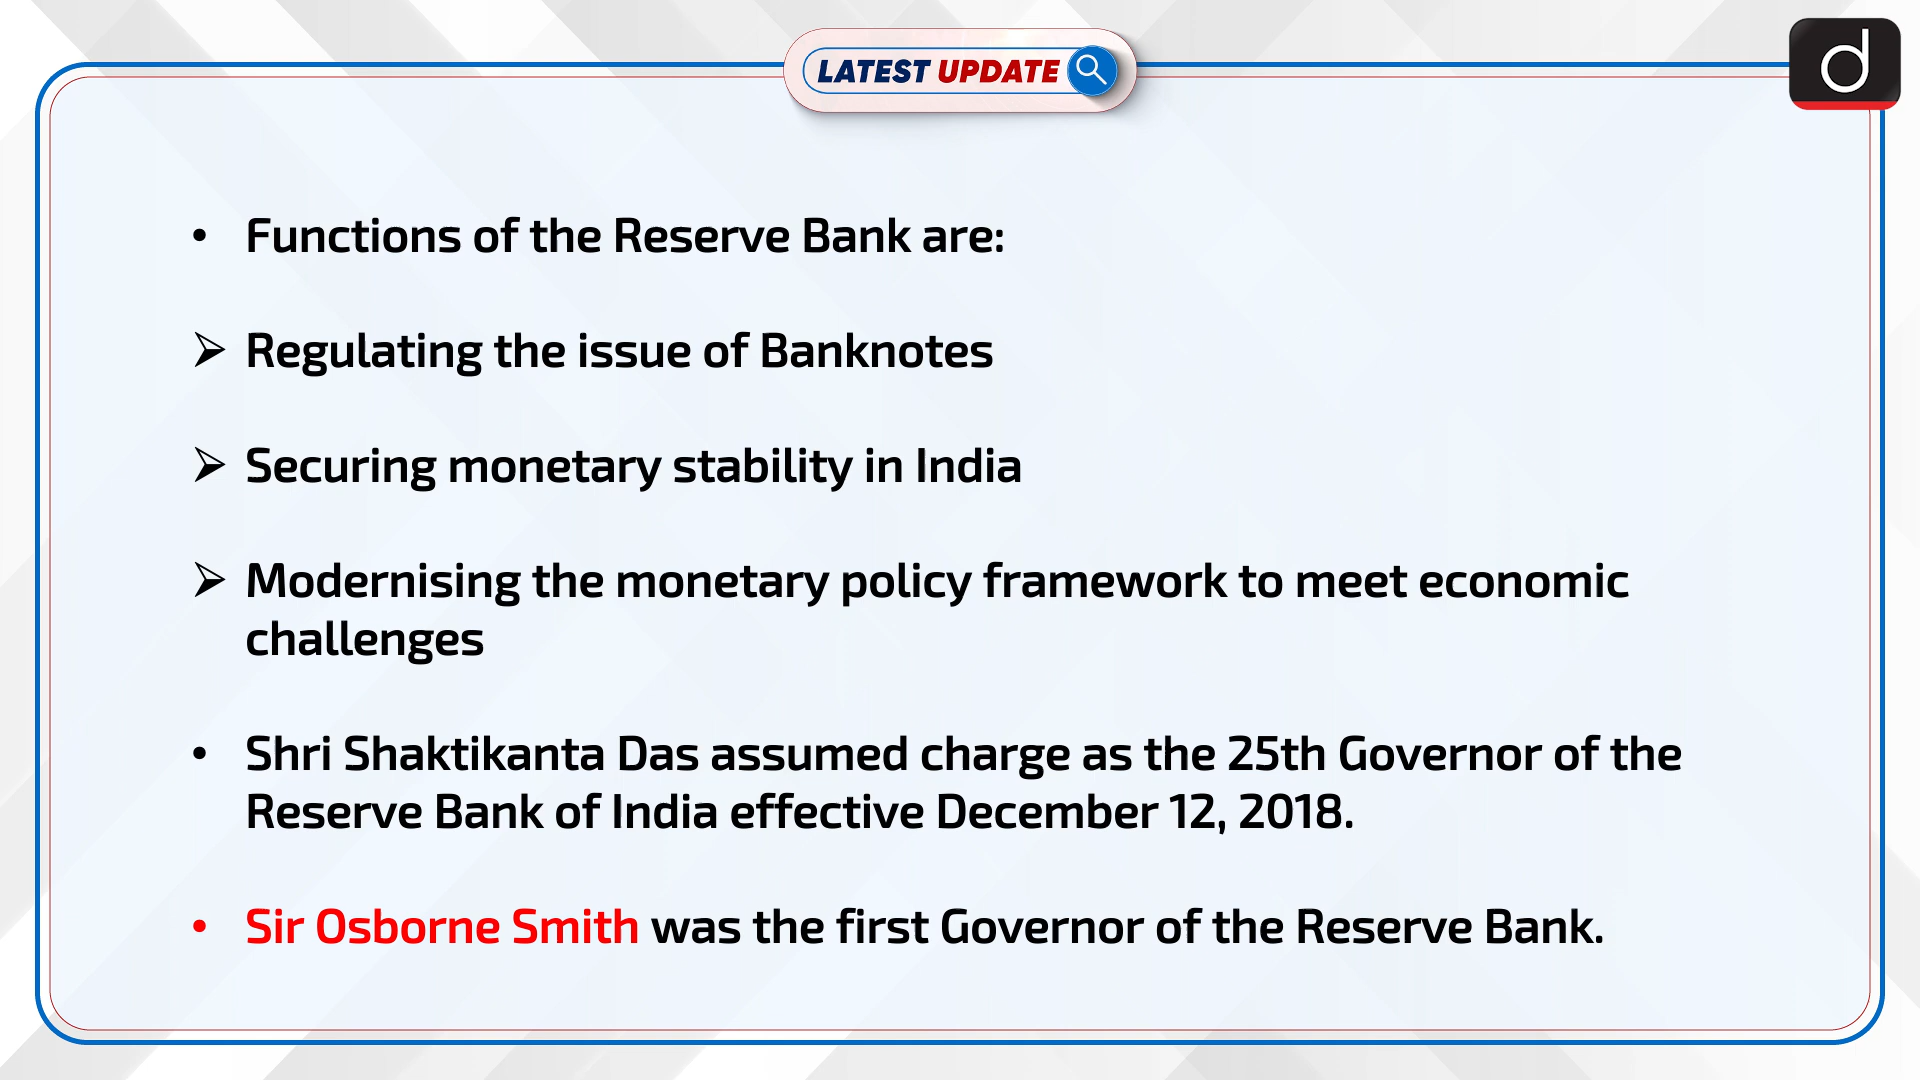 LATEST UPDATE
d
• Functions of the Reserve Bank are:
➢ Regulating the issue of Banknotes
➢ Securing monetary stability in India
➢ Modernising the monetary policy framework to meet economic
challenges
• Shri Shaktikanta Das assumed charge as the 25th Governor of the
Reserve Bank of India effective December 12, 2018.
• Sir Osborne Smith was the first Governor of the Reserve Bank.